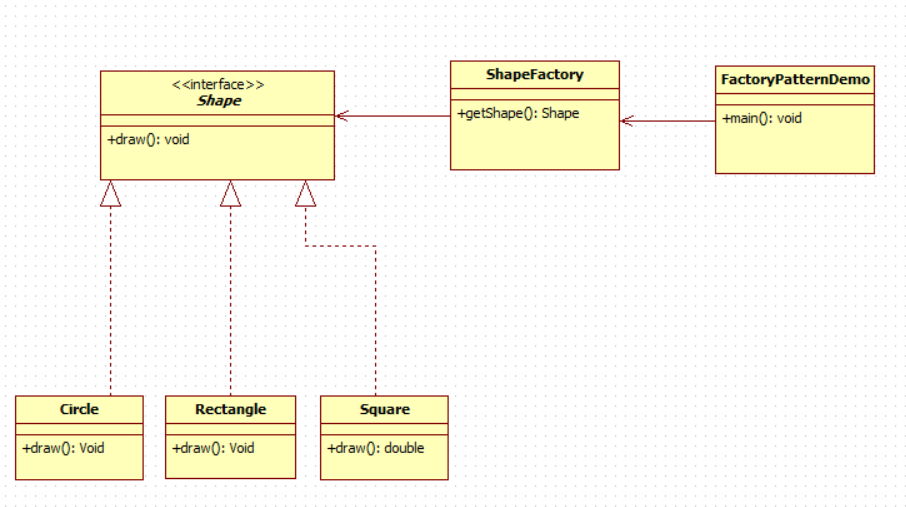 <<interface>>
Shape
+draw(): void
ShapeFactory
+getShape(): Shape
FactoryPatternDemo
+main(): void
Circle
+draw(): Void
Rectangle
+draw(): Void
Square
+draw(): double